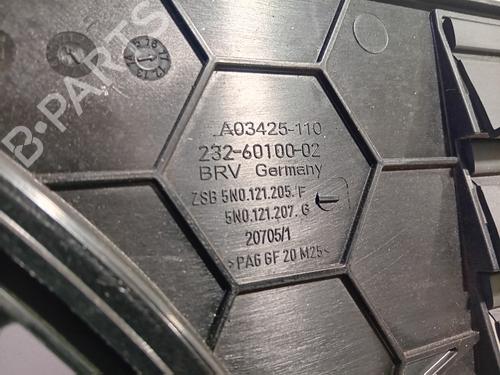 B-PARTS
A03425-110
232-60100-02
BRV Germany
ZSB 5N0.121.205.F
5N0.121.207.G
20705/1
>PA6 GF 20 M25<